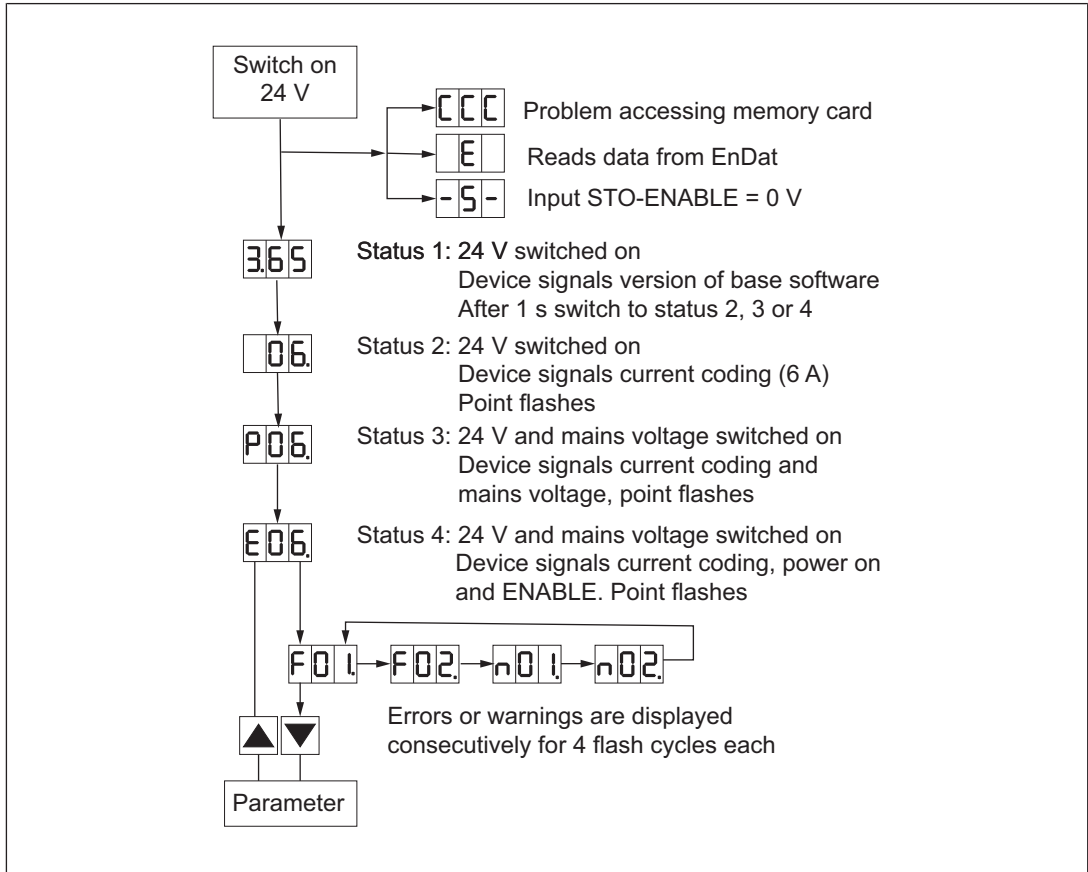 Switch on
24 V
CCC Problem accessing memory card
E Reads data from EnDat
-S- Input STO-ENABLE = 0 V
3.65 Status 1: 24 V switched on
Device signals version of base software
After 1 s switch to status 2, 3 or 4
06. Status 2: 24 V switched on
Device signals current coding (6 A)
Point flashes
P06. Status 3: 24 V and mains voltage switched on
Device signals current coding and
mains voltage, point flashes
E06. Status 4: 24 V and mains voltage switched on
Device signals current coding, power on
and ENABLE. Point flashes
F01. F02. n01. n02.
Errors or warnings are displayed
consecutively for 4 flash cycles each
Parameter